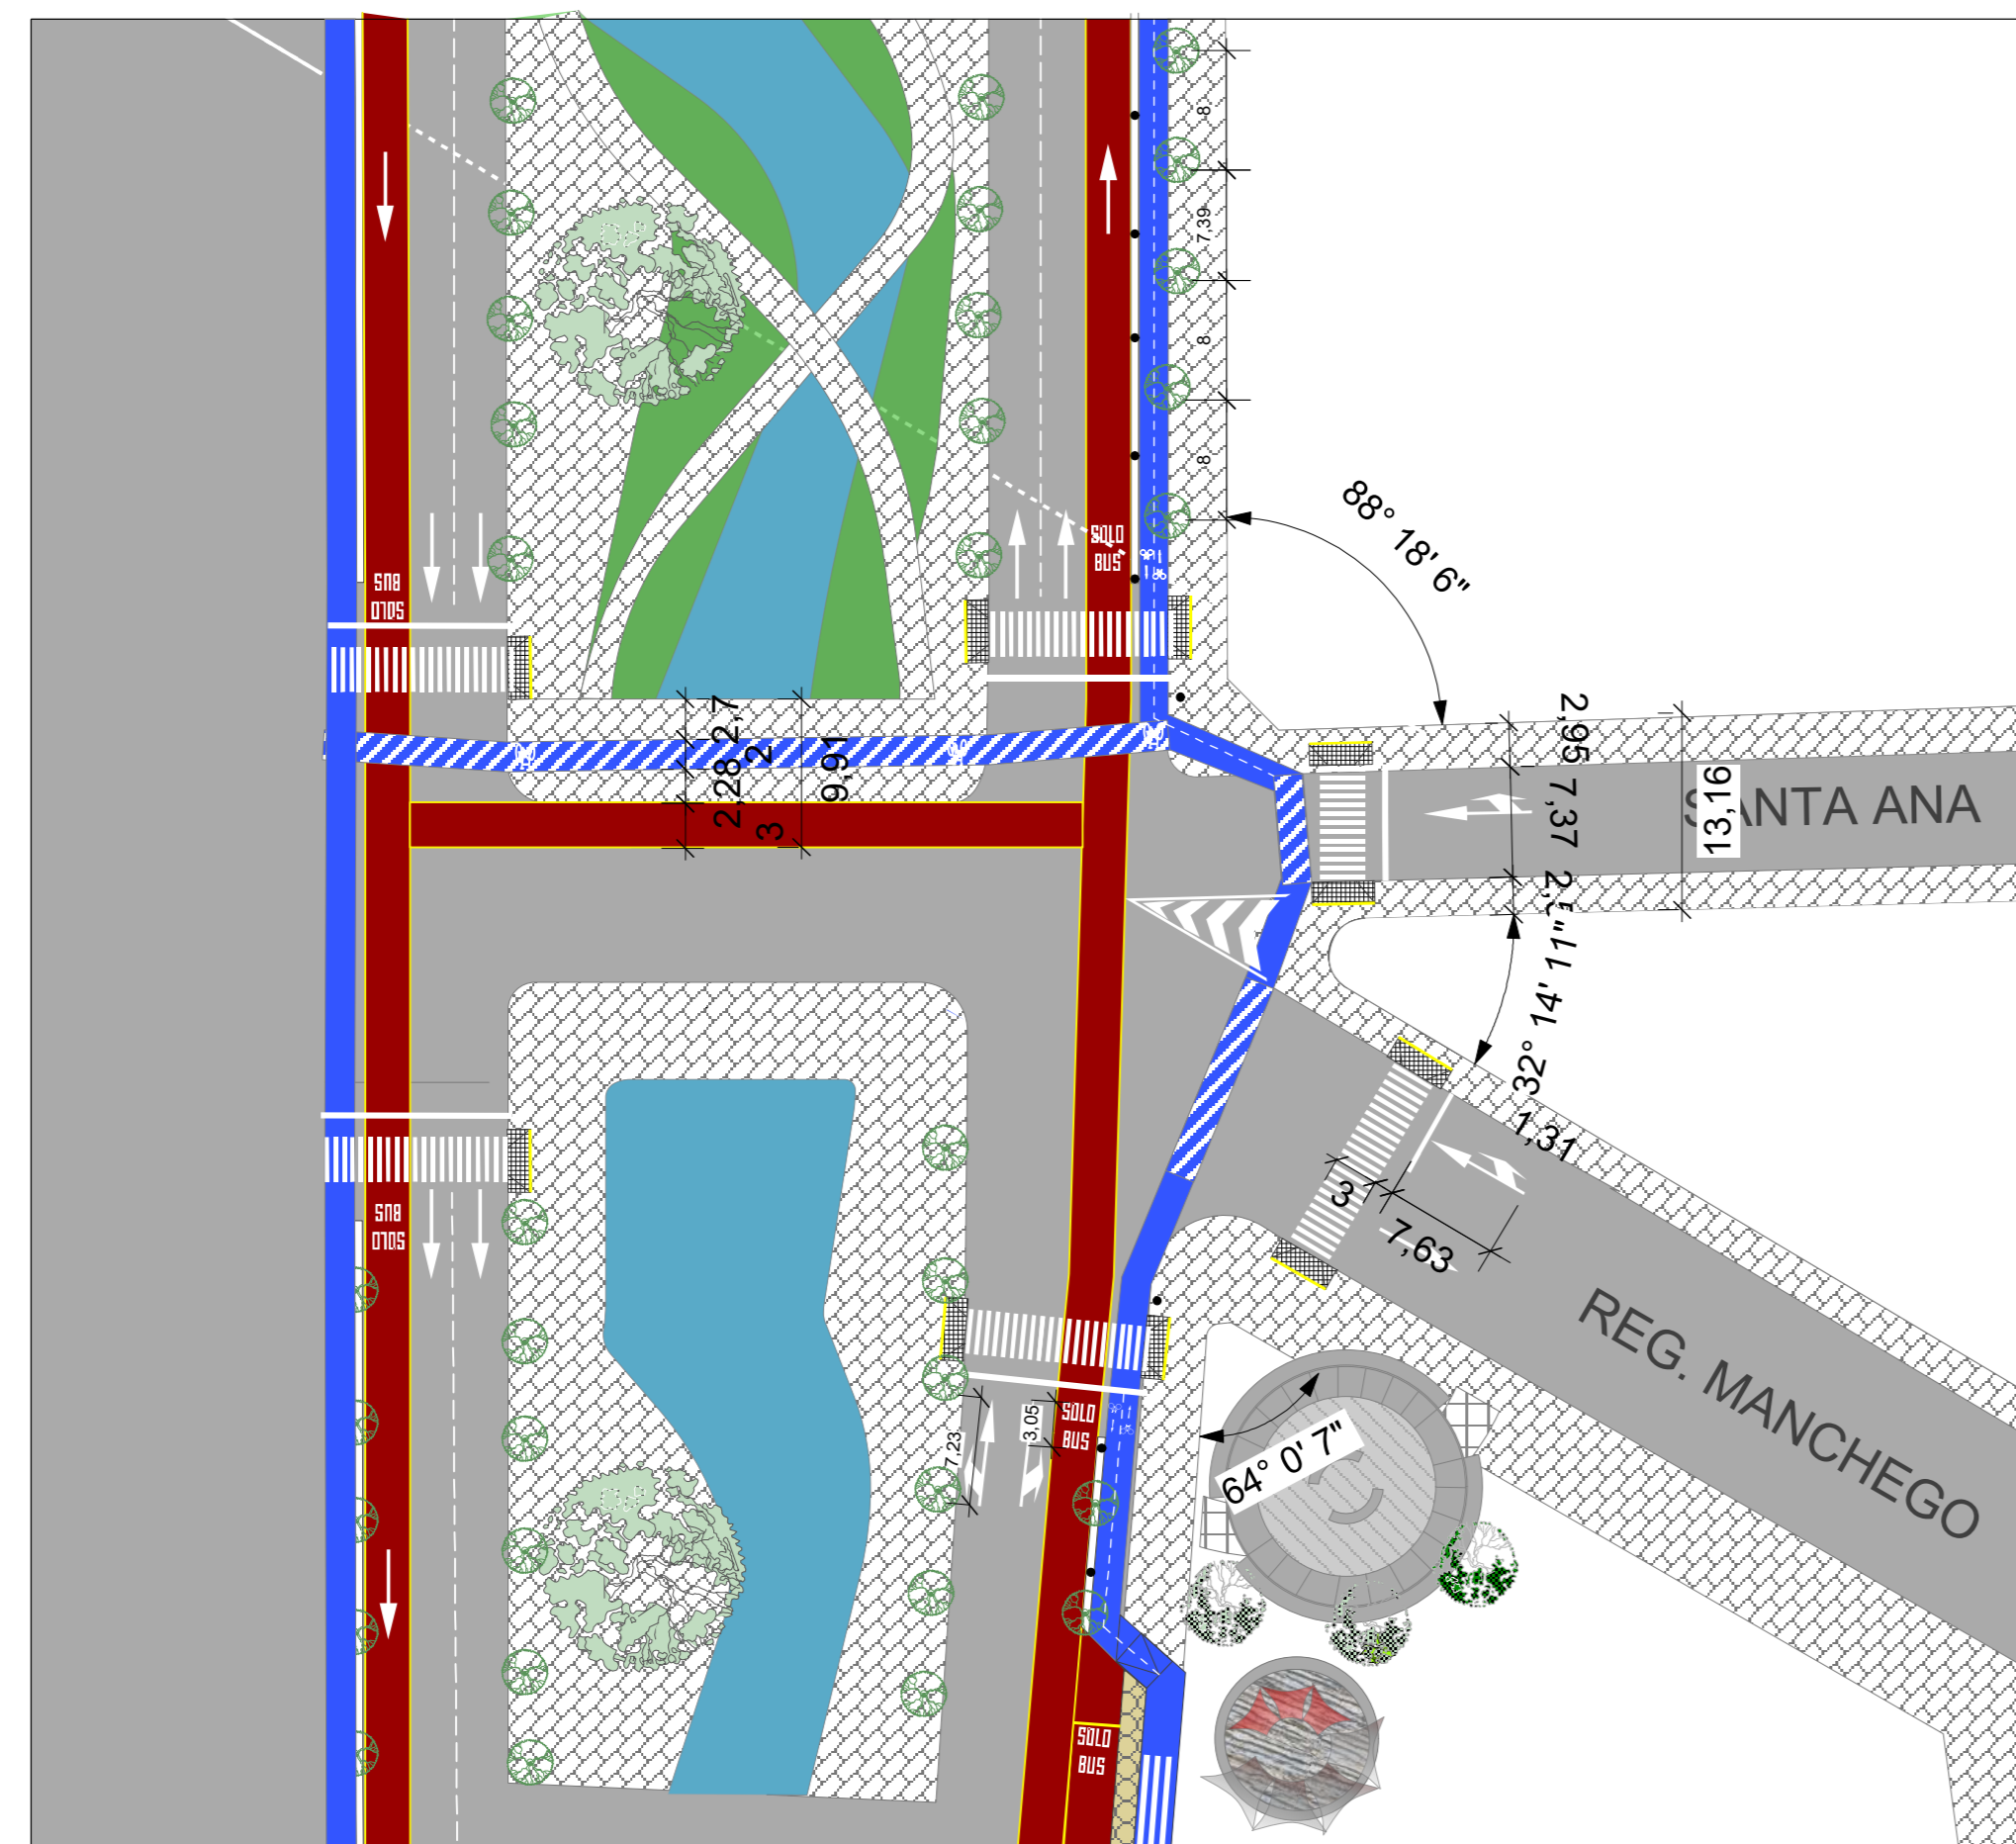 8
7,39
8
8
88° 18' 6"
SOLO
BUS
SOLO
BUS
2,7
2
2,28
3
9,91
2,95
7,37
13,16
SANTA ANA
32° 14' 11"
1,31
3
7,63
REG. MANCHEGO
SOLO
BUS
7,23
3,05
SOLO
BUS
64° 0' 7"
SOLO
BUS